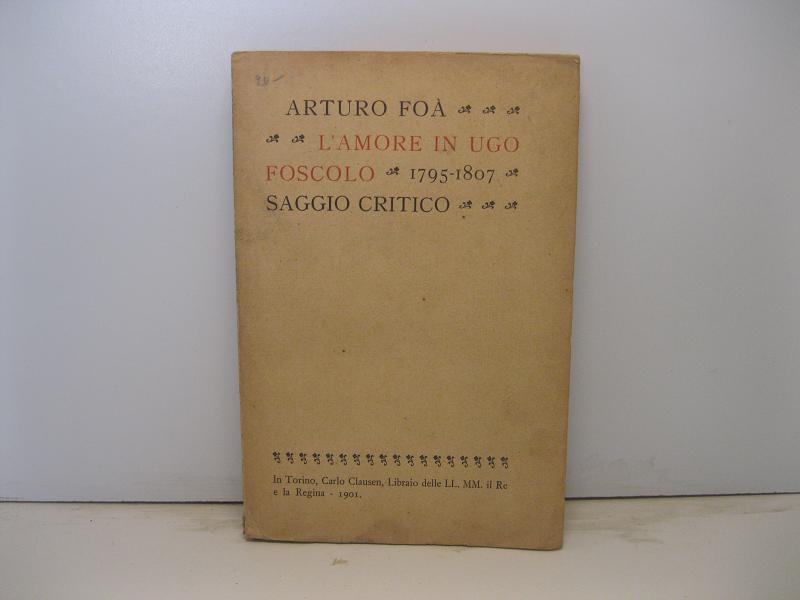 ARTURO FOÀ
L'AMORE IN UGO
FOSCOLO 1795-1807
SAGGIO CRITICO
In Torino, Carlo Clausen, Libraio delle LL. MM. il Re
e la Regina - 1901.